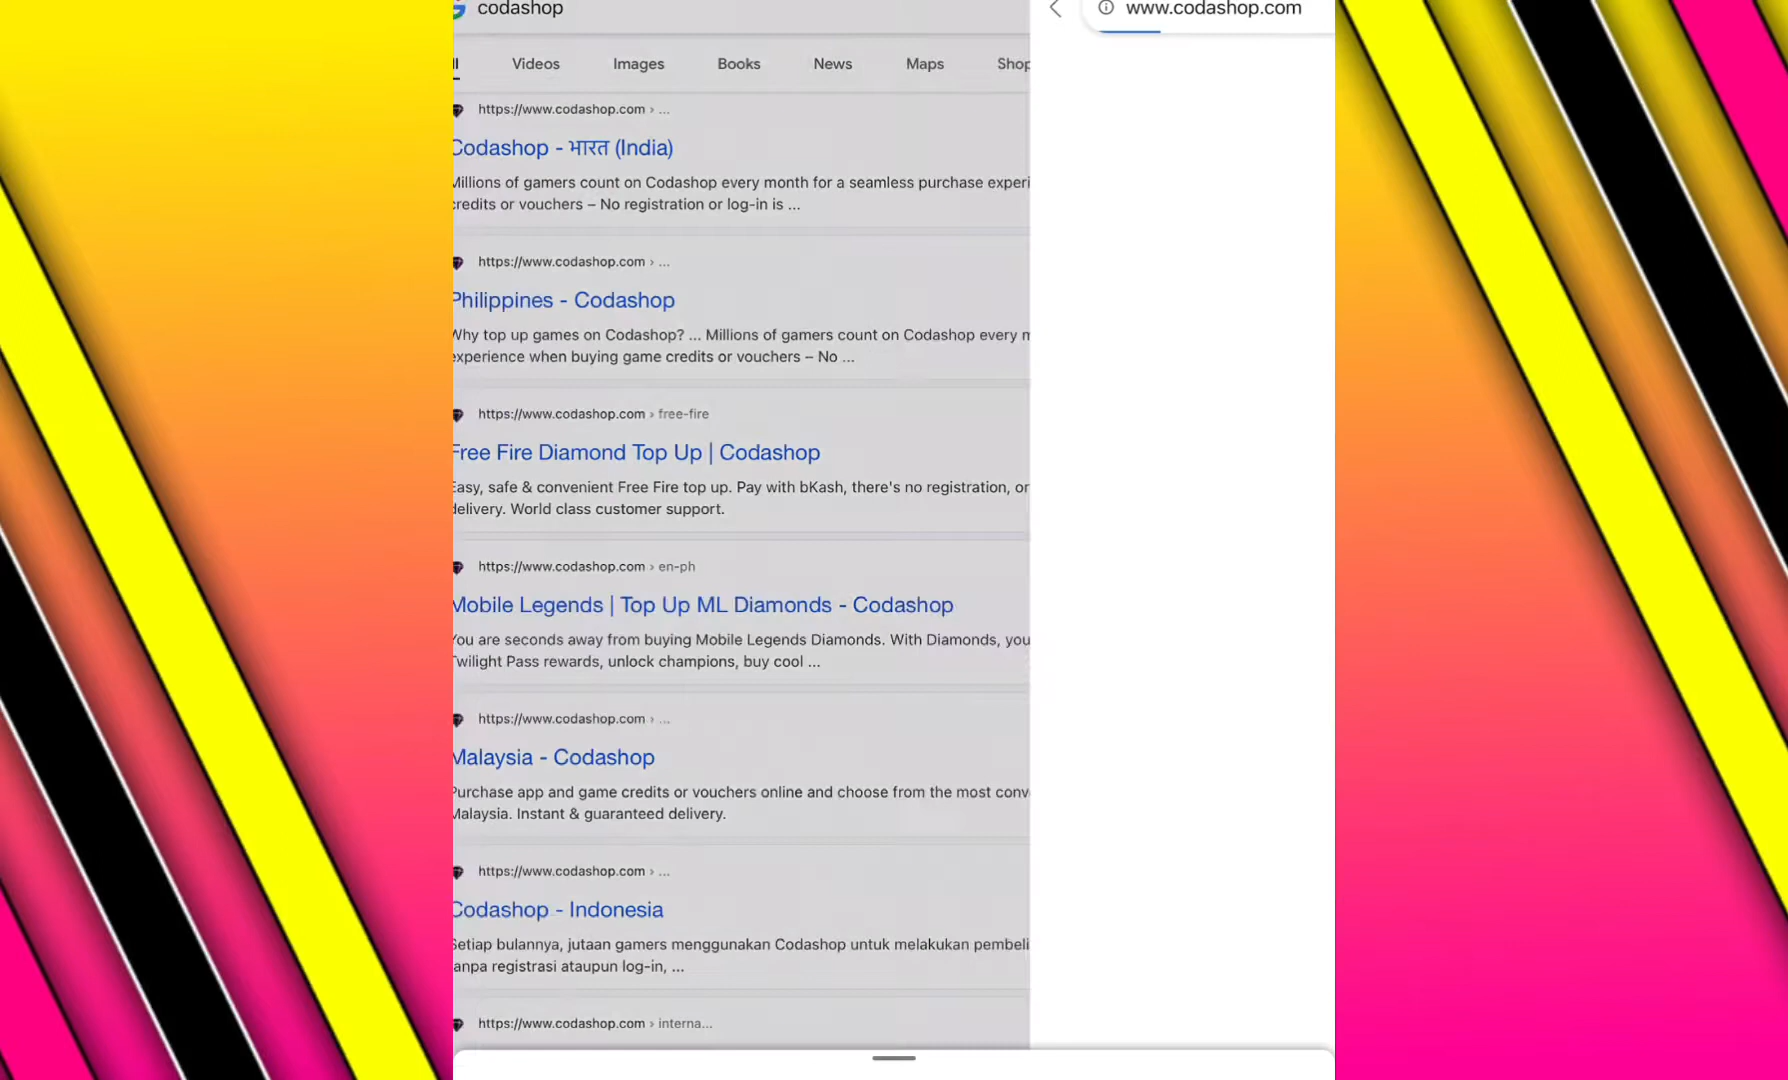 codashop
www.codashop.com
Videos Images Books News Maps Shop
https://www.codashop.com › ...
Codashop - भारत (India)
Millions of gamers count on Codashop every month for a seamless purchase experi
credits or vouchers – No registration or log-in is ...
https://www.codashop.com › ...
Philippines - Codashop
Why top up games on Codashop? ... Millions of gamers count on Codashop every m
experience when buying game credits or vouchers – No ...
https://www.codashop.com › free-fire
Free Fire Diamond Top Up | Codashop
Easy, safe & convenient Free Fire top up. Pay with bKash, there's no registration, or
delivery. World class customer support.
https://www.codashop.com › en-ph
Mobile Legends | Top Up ML Diamonds - Codashop
You are seconds away from buying Mobile Legends Diamonds. With Diamonds, you
Twilight Pass rewards, unlock champions, buy cool ...
https://www.codashop.com › ...
Malaysia - Codashop
Purchase app and game credits or vouchers online and choose from the most conv
Malaysia. Instant & guaranteed delivery.
https://www.codashop.com › ...
Codashop - Indonesia
Setiap bulannya, jutaan gamers menggunakan Codashop untuk melakukan pembeli
anpa registrasi ataupun log-in, ...
https://www.codashop.com › interna...